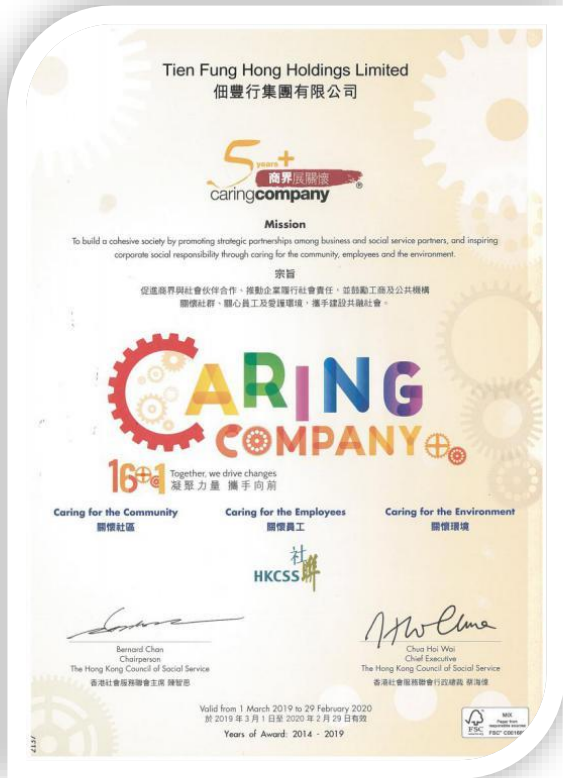 Tien Fung Hong Holdings Limited
佃豐行集團有限公司
5 years +
商界展關懷
caringcompany ®
Mission
To build a cohesive society by promoting strategic partnerships among business and social service partners, and inspiring
corporate social responsibility through caring for the community, employees and the environment.
宗旨
促進商界與社會伙伴合作、推動企業履行社會責任，並鼓勵工商及公共機構
關懷社群、關心員工及愛護環境，攜手建設共融社會。
CARING
COMPANY
16+1 Together, we drive changes
凝聚力量 攜手向前
Caring for the Community Caring for the Employees Caring for the Environment
關懷社區 關懷員工 關懷環境
社
HKCSS 聯
Bernard Chan
Chairperson
The Hong Kong Council of Social Service
香港社會服務聯會主席 陳智思
Chua Hoi Wai
Chief Executive
The Hong Kong Council of Social Service
香港社會服務聯會行政總裁 蔡海偉
Valid from 1 March 2019 to 29 February 2020
於 2019 年 3 月 1 日至 2020 年 2 月 29 日有效
Years of Award: 2014 - 2019
FSC
MIX